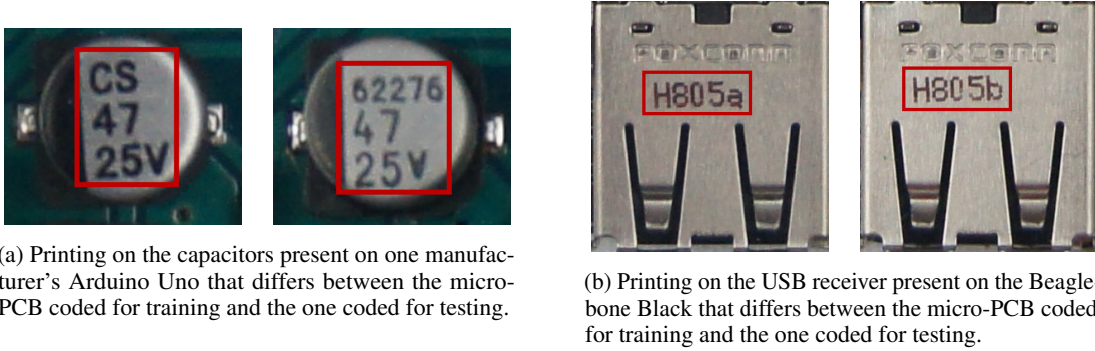 CS
47
25V
62276
47
25V
FOXCONN
H805a
FOXCONN
H805b
(a) Printing on the capacitors present on one manufac-
turer's Arduino Uno that differs between the micro-
PCB coded for training and the one coded for testing.
(b) Printing on the USB receiver present on the Beagle
bone Black that differs between the micro-PCB coded
for training and the one coded for testing.